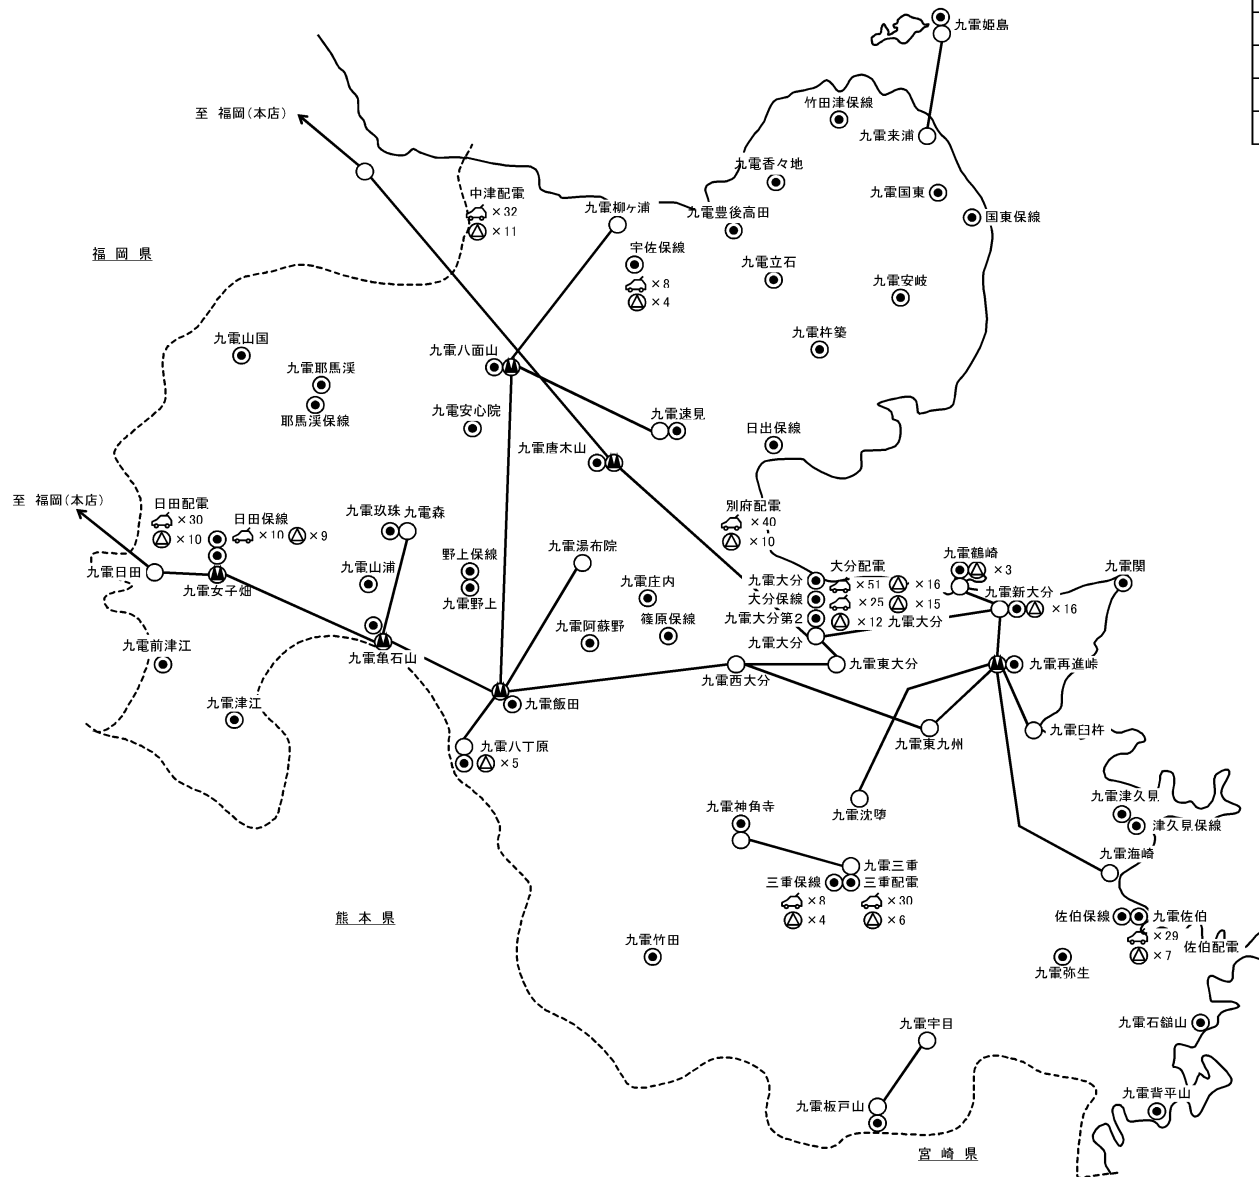 九電姫島
竹田津保線
至 福岡(本店)
九電来浦
九電香々地
中津配電
九電国東
×32
九電柳ヶ浦
九電豊後高田
国東保線
×11
福岡県
宇佐保線
九電立石
×8
九電安岐
×4
九電山国
九電杵築
九電八面山
九電耶馬渓
九電安心院
九電速見
耶馬渓保線
日出保線
九電唐木山
至 福岡(本店)
日田配電
別府配電
九電玖珠
九電森
日田保線
×30
×40
×10
×9
×10
×10
九電湯布院
野上保線
九電鶴崎
大分配電
九電関
九電山浦
×3
九電日田
九電庄内
九電大分
×51
×16
九電女子畑
九電新大分
大分保線
×25
×15
九電野上
×16
九電阿蘇野
篠原保線
九電大分第2
×12
九電大分
九電前津江
九電大分
九電亀石山
九電東大分
九電再進峠
九電西大分
九電津江
九電飯田
九電臼杵
九電東九州
九電八丁原
×5
九電津久見
九電神角寺
九電沈堕
津久見保線
九電海崎
九電三重
三重保線
三重配電
×8
×30
熊本県
×4
×6
佐伯保線
九電佐伯
×29
九電竹田
佐伯配電
×7
九電弥生
九電宇目
九電石鎚山
九電背平山
九電板戸山
宮崎県